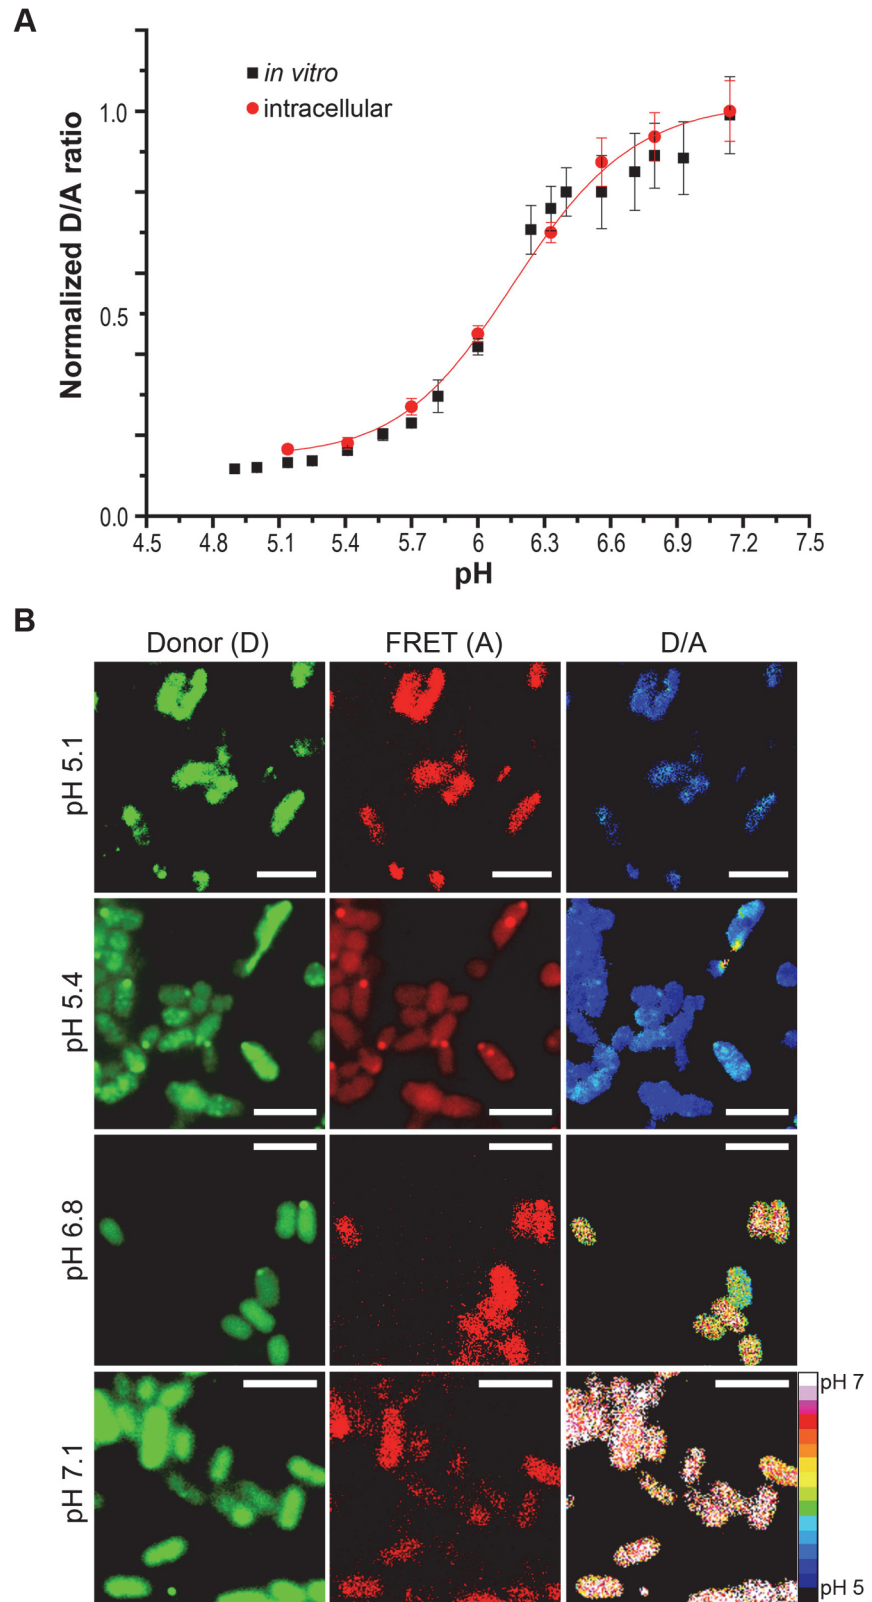 A
in vitro
intracellular
Normalized D/A ratio
1.0
0.5
0.0
4.5 4.8 5.1 5.4 5.7 6 6.3 6.6 6.9 7.2 7.5
pH
B
Donor (D) FRET (A) D/A
pH 5.1
pH 5.4
pH 6.8
pH 7.1
pH 7
pH 5